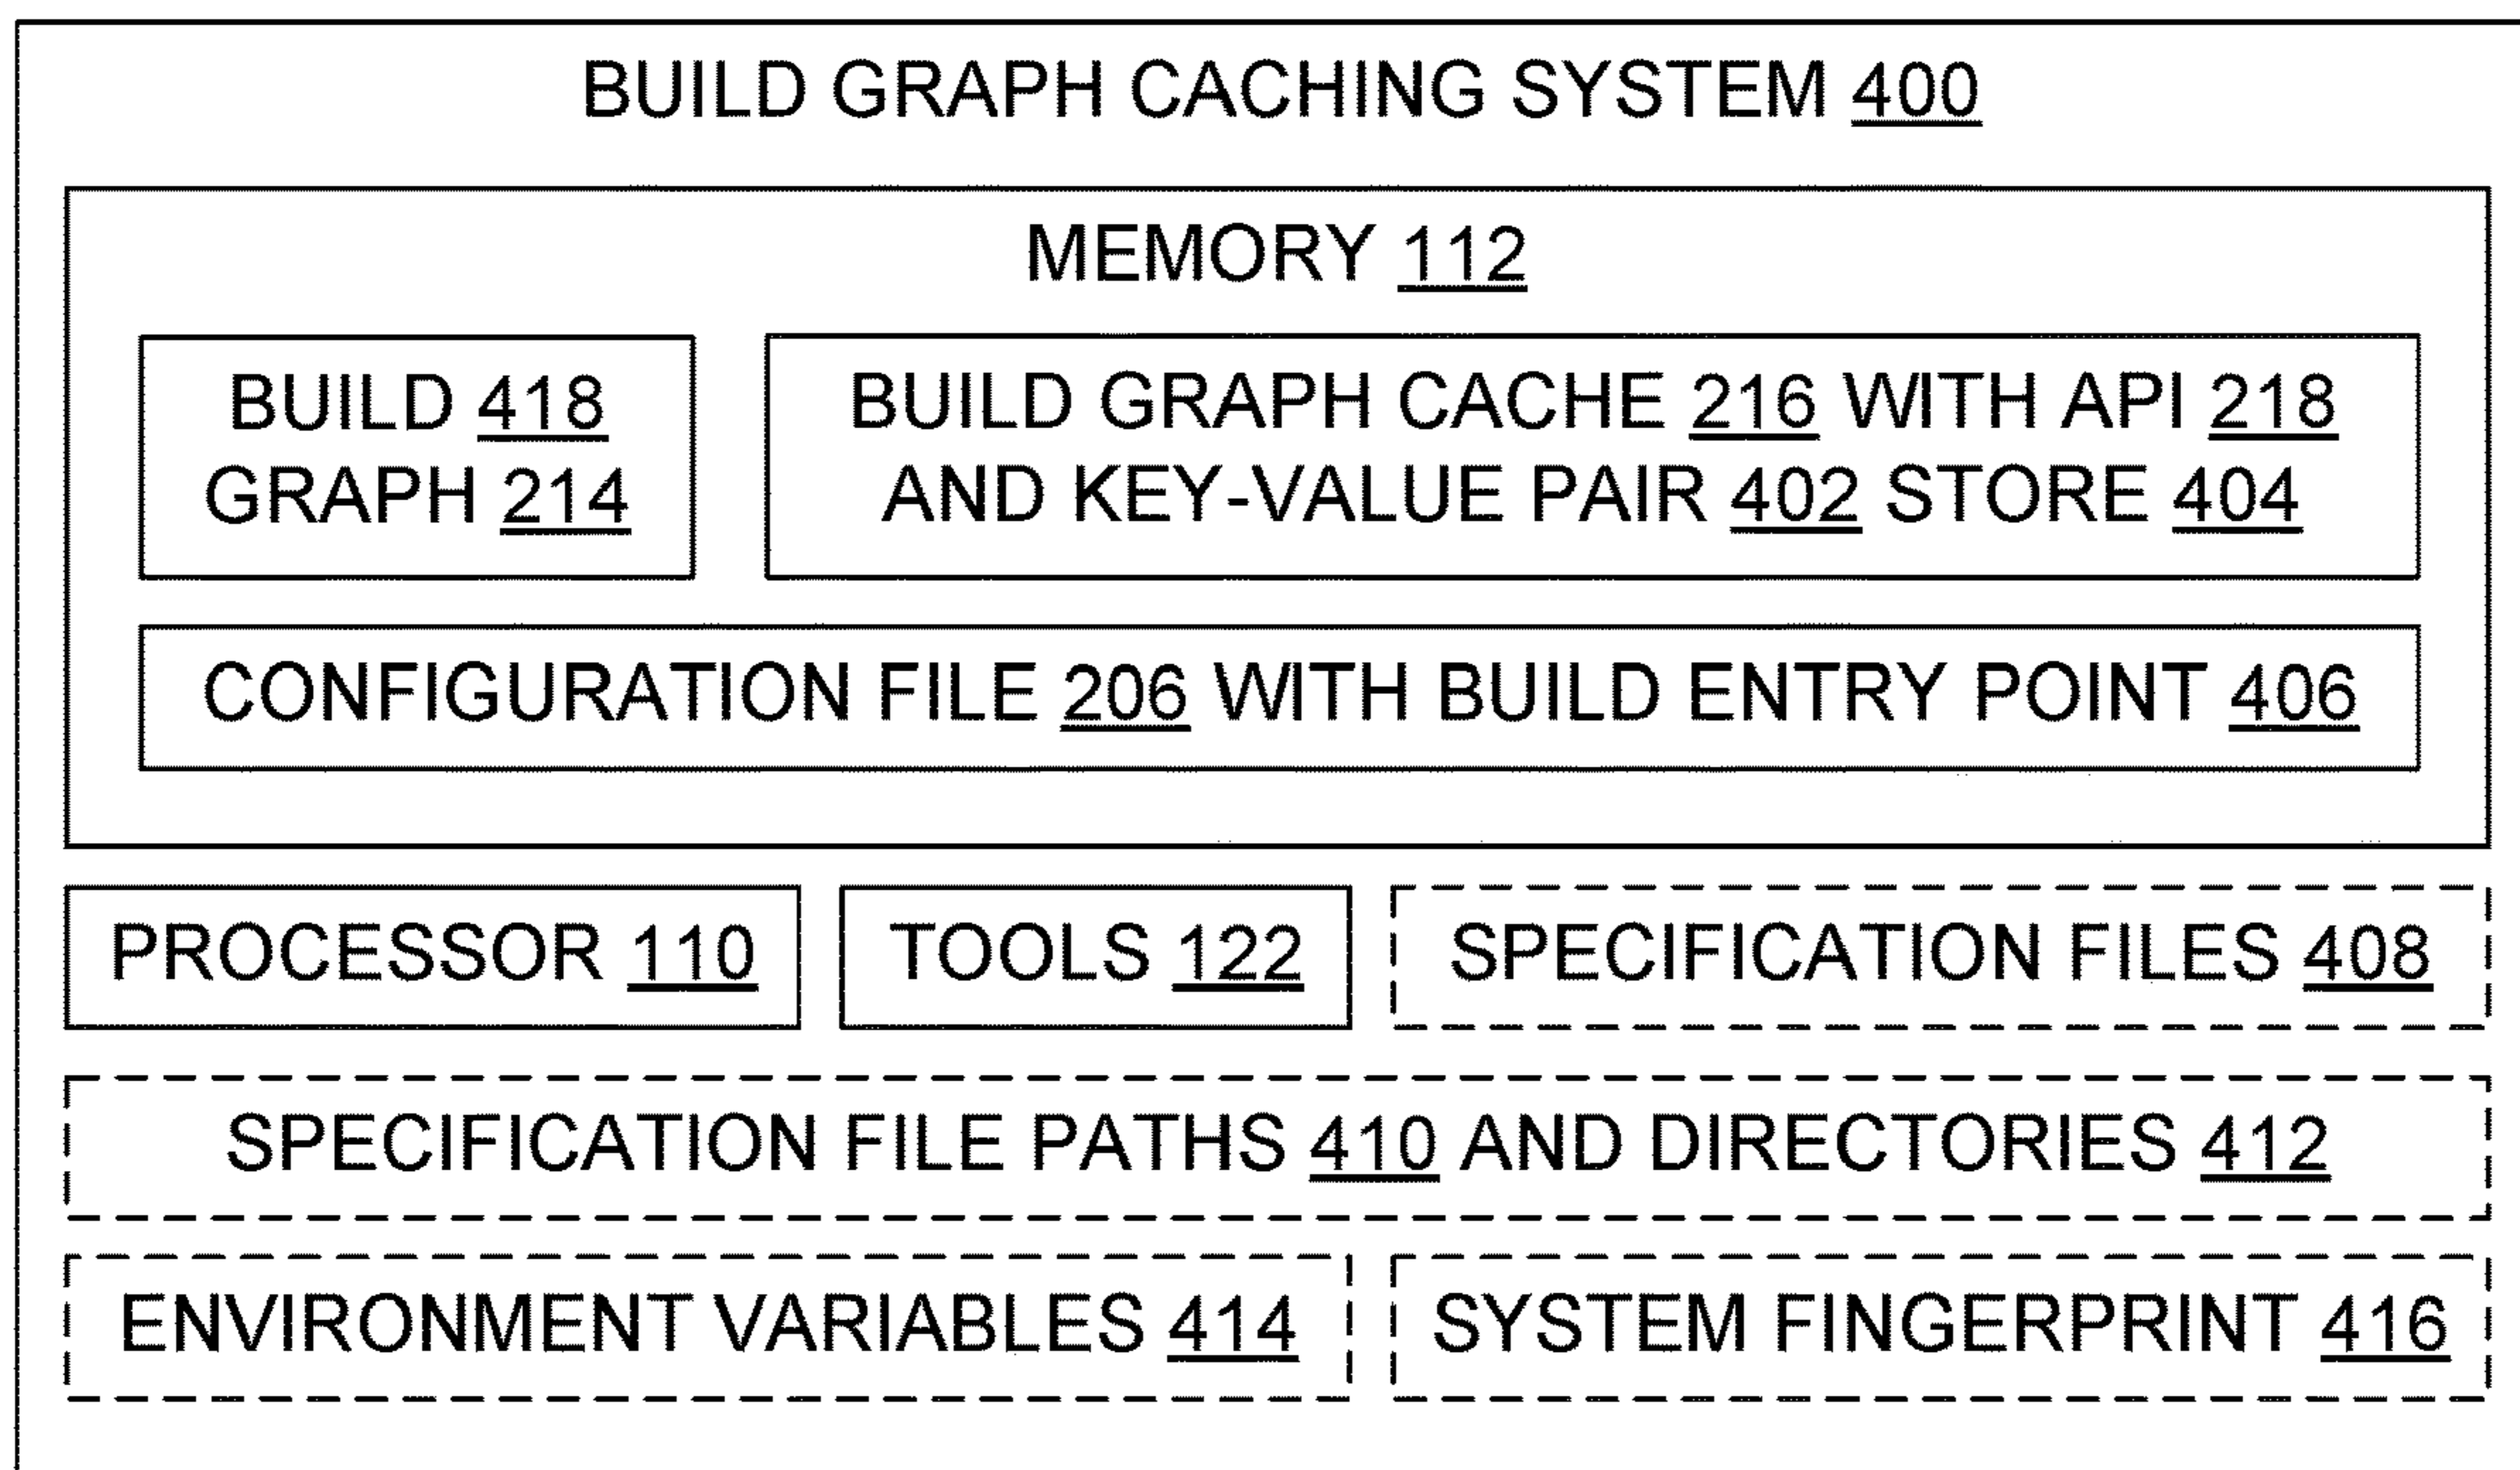 BUILD GRAPH CACHING SYSTEM 400
MEMORY 112
BUILD 418
GRAPH 214
BUILD GRAPH CACHE 216 WITH API 218
AND KEY-VALUE PAIR 402 STORE 404
CONFIGURATION FILE 206 WITH BUILD ENTRY POINT 406
PROCESSOR 110
TOOLS 122
SPECIFICATION FILES 408
SPECIFICATION FILE PATHS 410 AND DIRECTORIES 412
ENVIRONMENT VARIABLES 414
SYSTEM FINGERPRINT 416